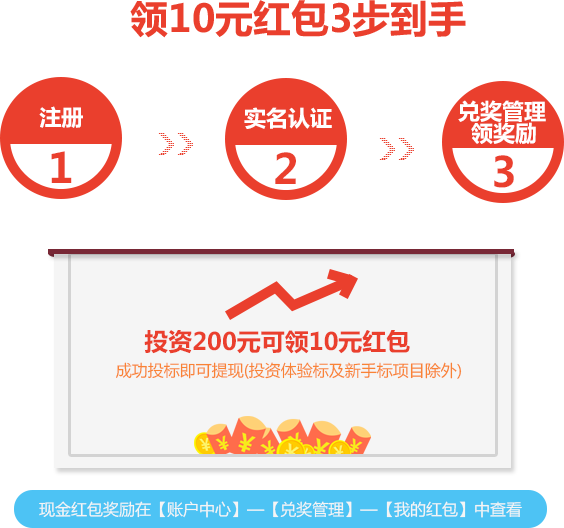 领10元红包3步到手
注册
1
实名认证
2
兑奖管理
领奖励
3
投资200元可领10元红包
成功投标即可提现(投资体验标及新手标项目除外)
现金红包奖励在【账户中心】—【兑奖管理】—【我的红包】中查看